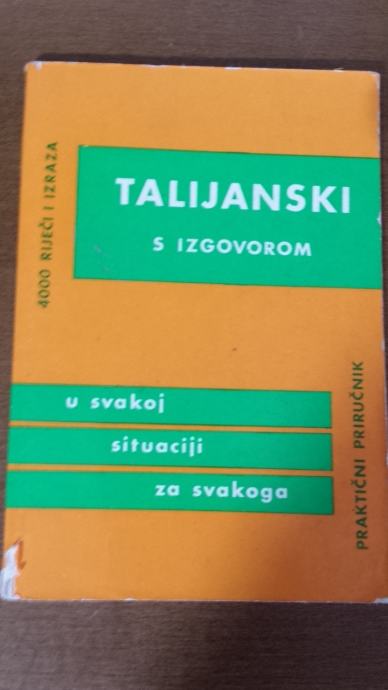 4000 RIJEČI I IZRAZA
TALIJANSKI
S IZGOVOROM
u svakoj
situaciji
za svakoga
PRAKTIČNI PRIRUČNIK